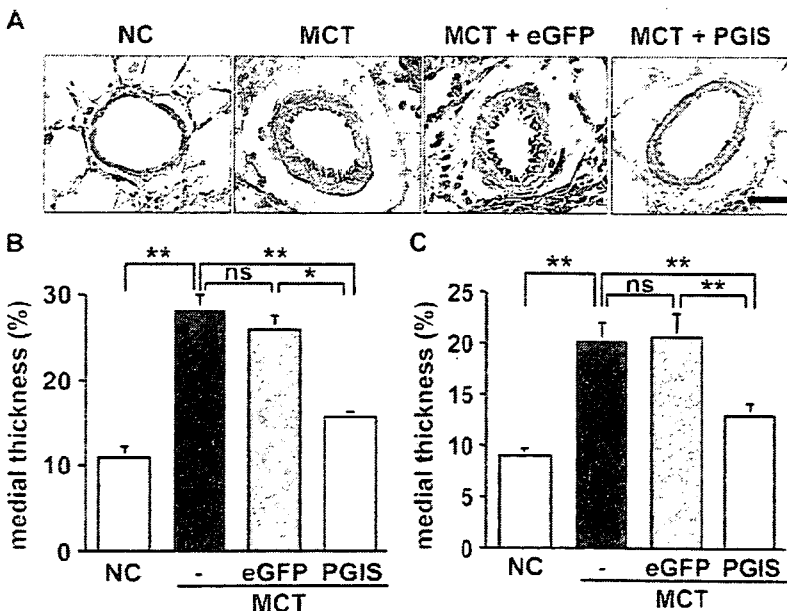 A
NC MCT MCT + eGFP MCT + PGIS
B
** **
ns *
medial thickness (%)
30
20
10
0
NC - eGFP PGIS
MCT
C
** **
ns **
medial thickness (%)
25
20
15
10
5
0
NC - eGFP PGIS
MCT